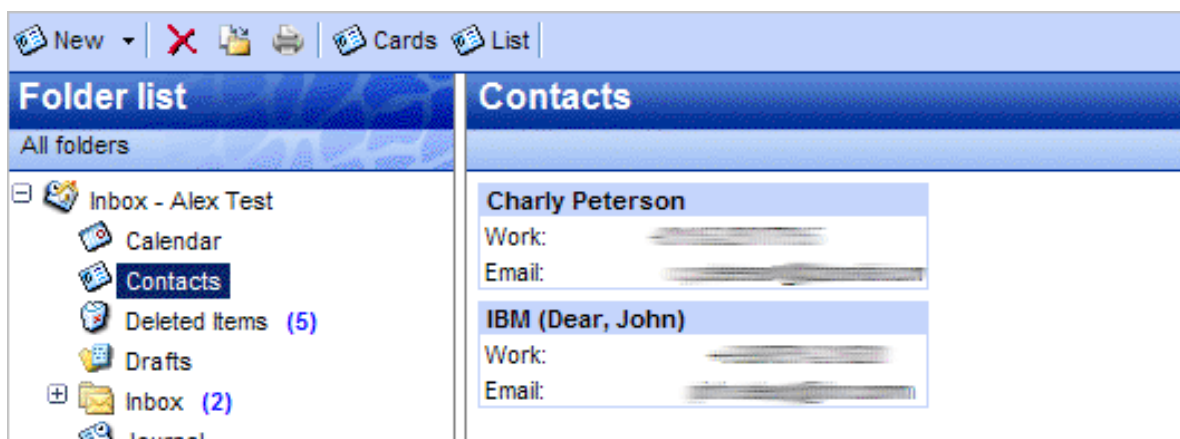 New Cards List
Folder list
All folders
Inbox - Alex Test
Calendar
Contacts
Deleted Items (5)
Drafts
Inbox (2)
Journal
Contacts
Charly Peterson
Work:
Email:
IBM (Dear, John)
Work:
Email: